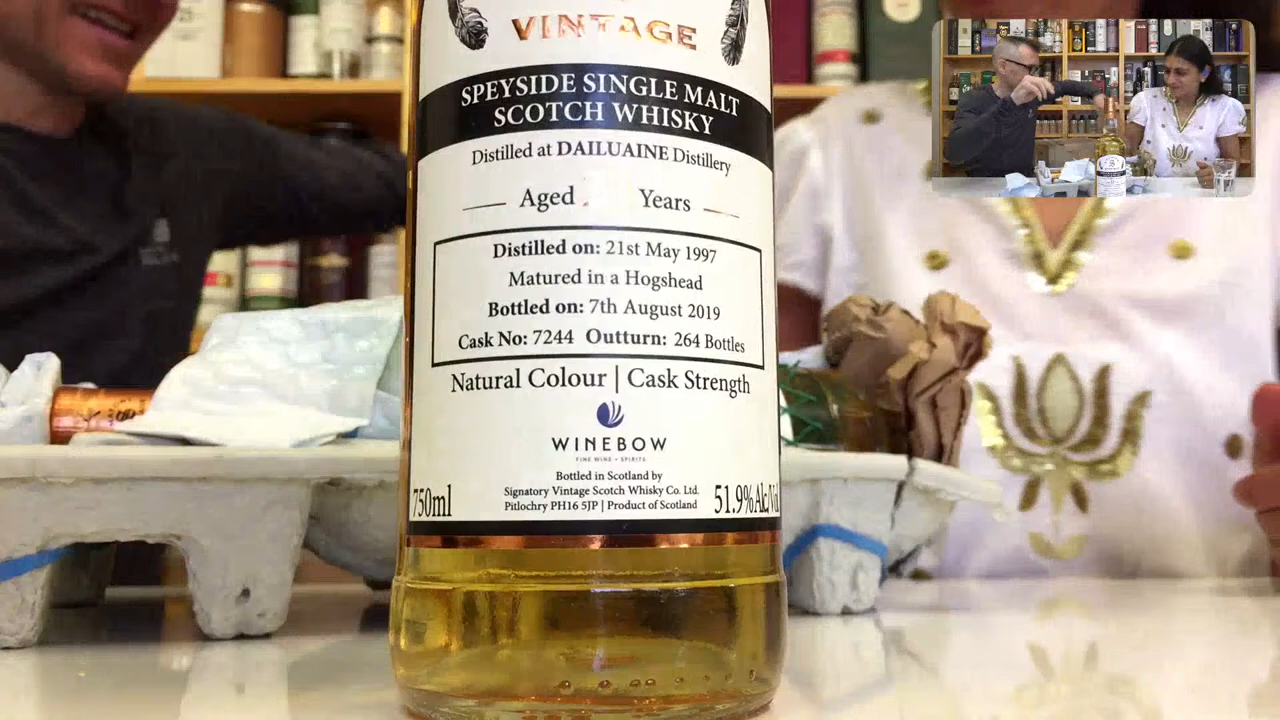 VINTAGE
SPEYSIDE SINGLE MALT
SCOTCH WHISKY
Distilled at DAILUAINE Distillery
Aged Years
Distilled on: 21st May 1997
Matured in a Hogshead
Bottled on: 7th August 2019
Cask No: 7244 Outturn: 264 Bottles
Natural Colour | Cask Strength
WINEBOW
FINE WINE + SPIRITS
Bottled in Scotland by
Signatory Vintage Scotch Whisky Co. Ltd.
Pitlochry PH16 5JP | Product of Scotland
750ml
51.9%Alc/Vol